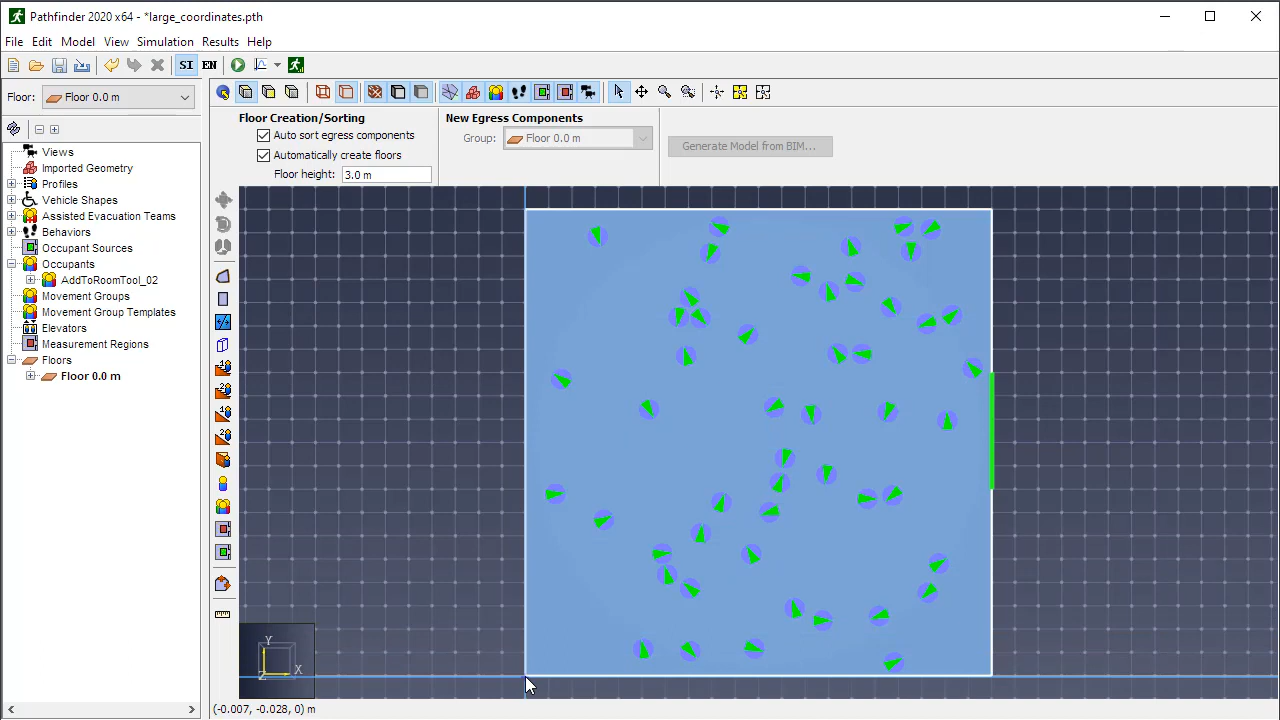 Pathfinder 2020 x64 - *large_coordinates.pth
File Edit Model View Simulation Results Help
SI EN
Floor: Floor 0.0 m
Floor Creation/Sorting
Auto sort egress components
Automatically create floors
Floor height: 3.0 m
New Egress Components
Group: Floor 0.0 m
Generate Model from BIM...
Views
Imported Geometry
Profiles
Vehicle Shapes
Assisted Evacuation Teams
Behaviors
Occupant Sources
Occupants
AddToRoomTool_02
Movement Groups
Movement Group Templates
Elevators
Measurement Regions
Floors
Floor 0.0 m
Y
X
Z
(-0.007, -0.028, 0) m